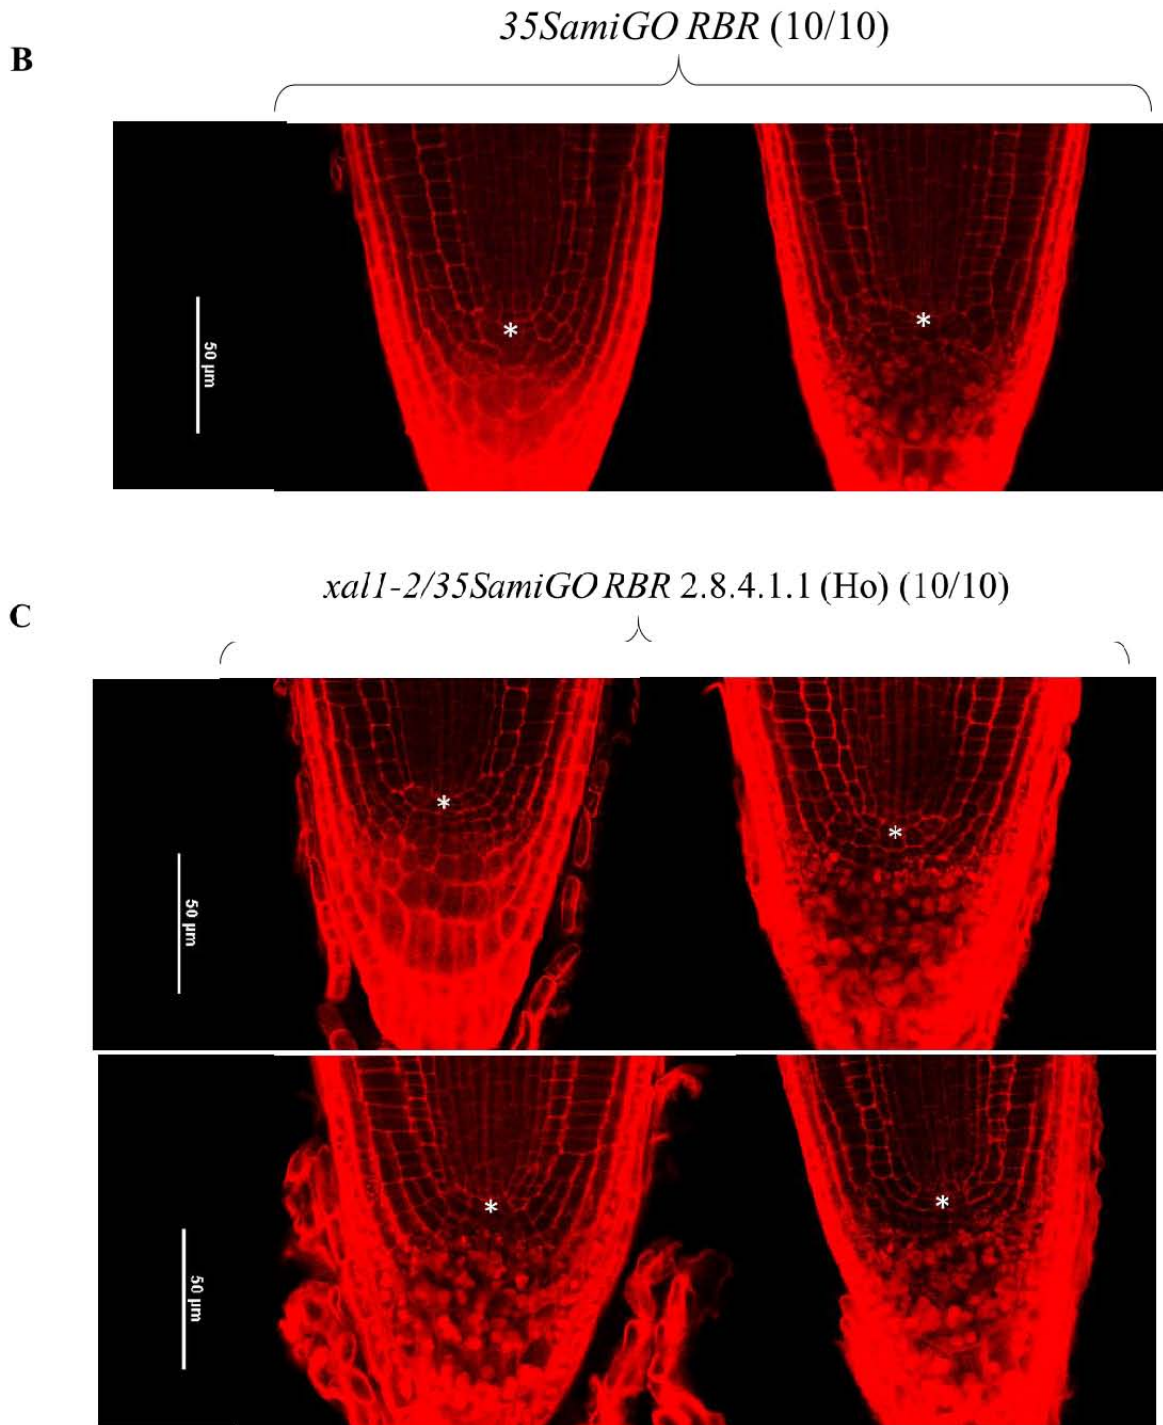 35SamiGO RBR (10/10)
B
*
*
50 µm
xal1-2/35SamiGO RBR 2.8.4.1.1 (Ho) (10/10)
C
*
*
50 µm
*
*
50 µm